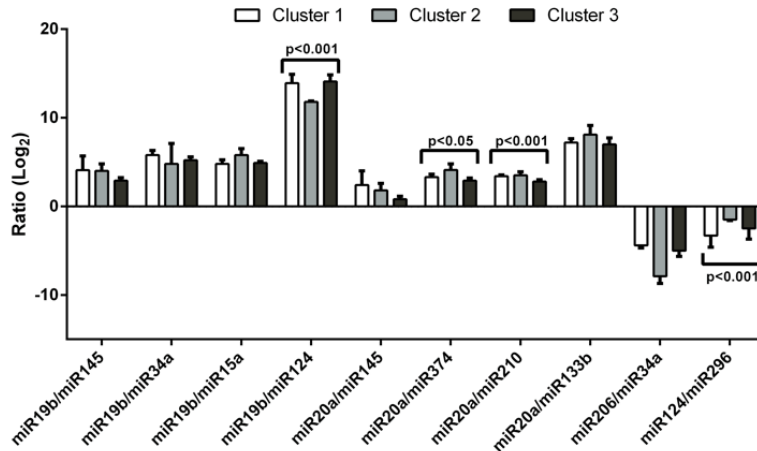 Cluster 1 Cluster 2 Cluster 3
Ratio (Log2)
20
10
0
-10
p<0.001
p<0.05
p<0.001
p<0.001
miR19b/miR145
miR19b/miR34a
miR19b/miR15a
miR19b/miR124
miR20a/miR145
miR20a/miR374
miR20a/miR210
miR20a/miR133b
miR206/miR34a
miR124/miR296